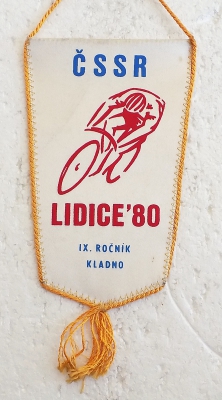 ČSSR
LIDICE'80
IX. ROČNÍK
KLADNO